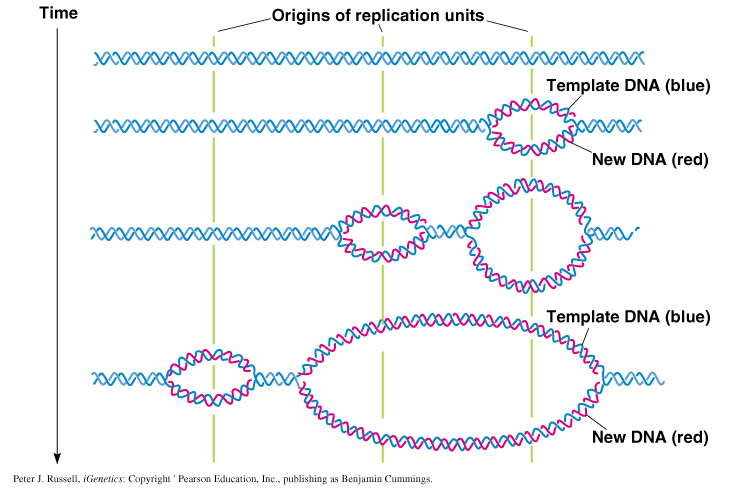 Time
Origins of replication units
Template DNA (blue)
New DNA (red)
Template DNA (blue)
New DNA (red)
Peter J. Russell, iGenetics: Copyright ' Pearson Education, Inc., publishing as Benjamin Cummings.